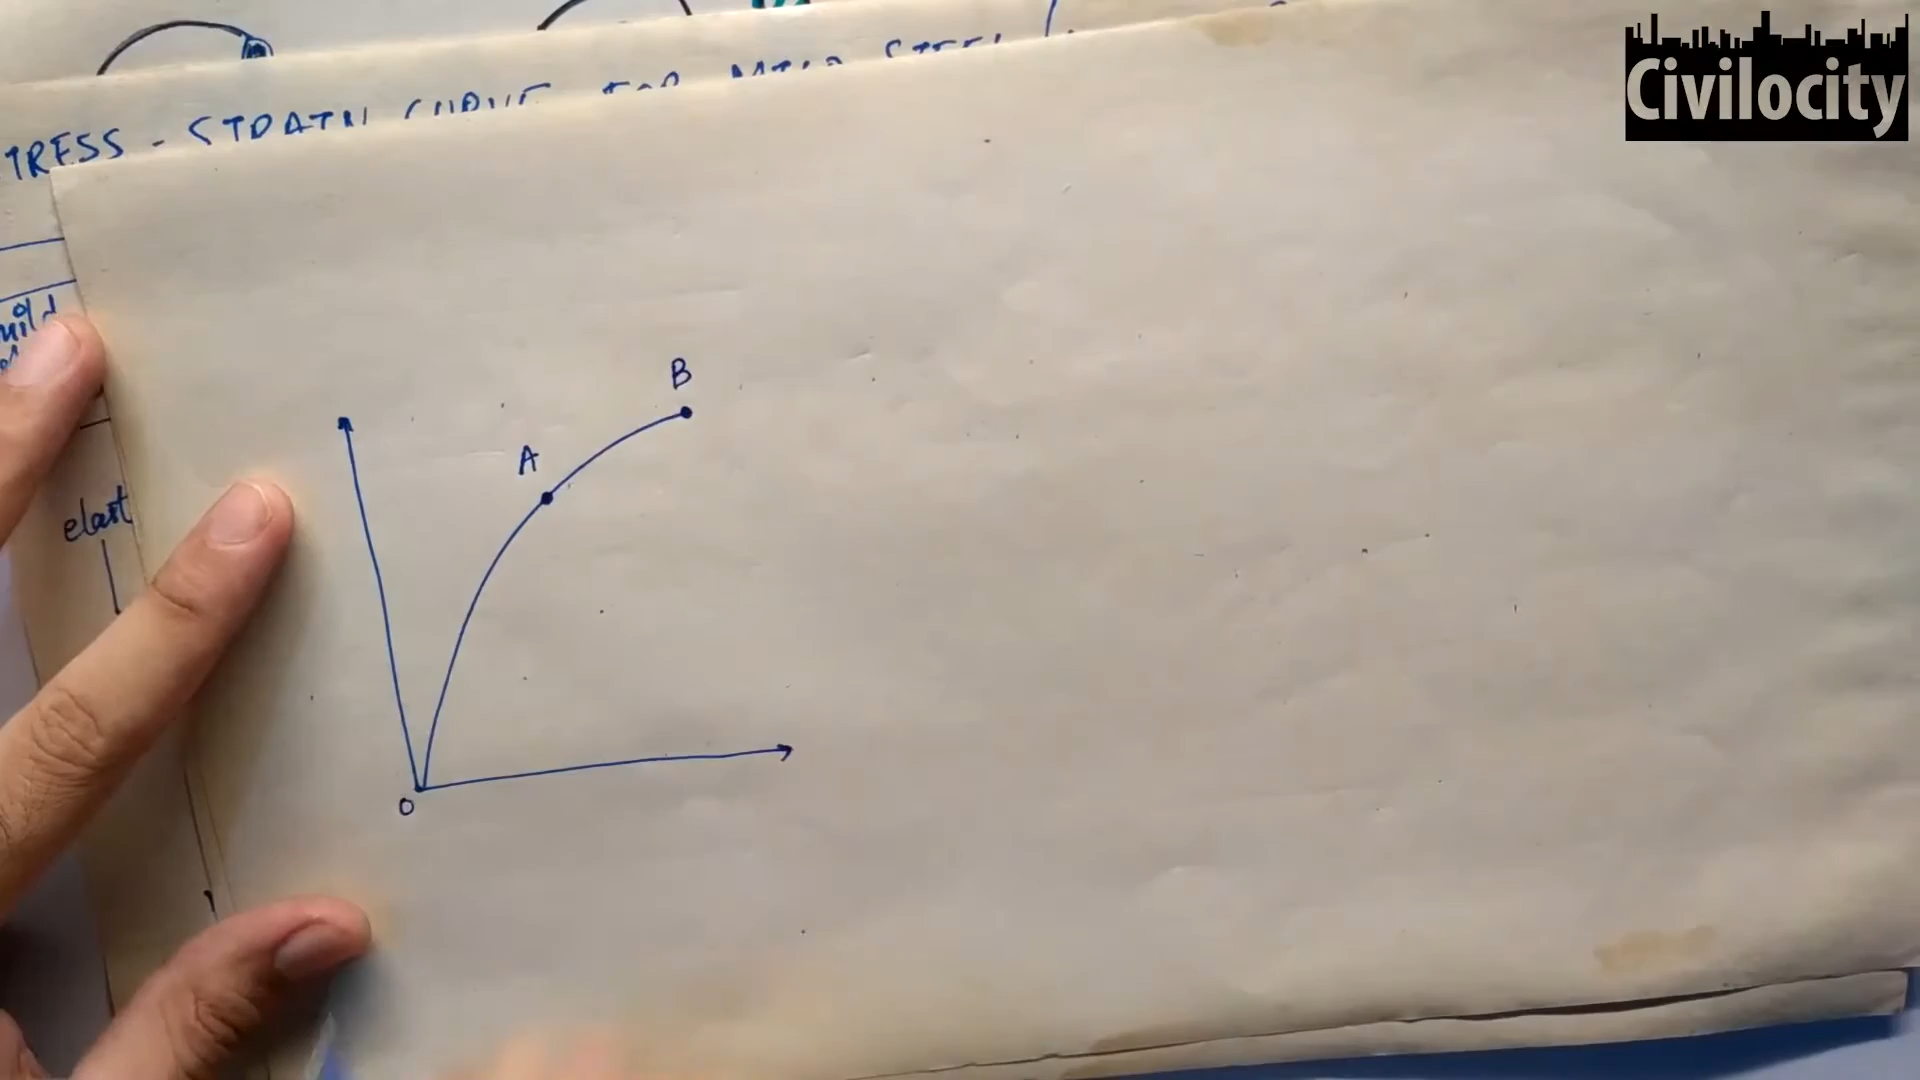 Civilocity
TRESS - STRAIN CURVE FOR MILD STEEL
mild
elast
B
A
O